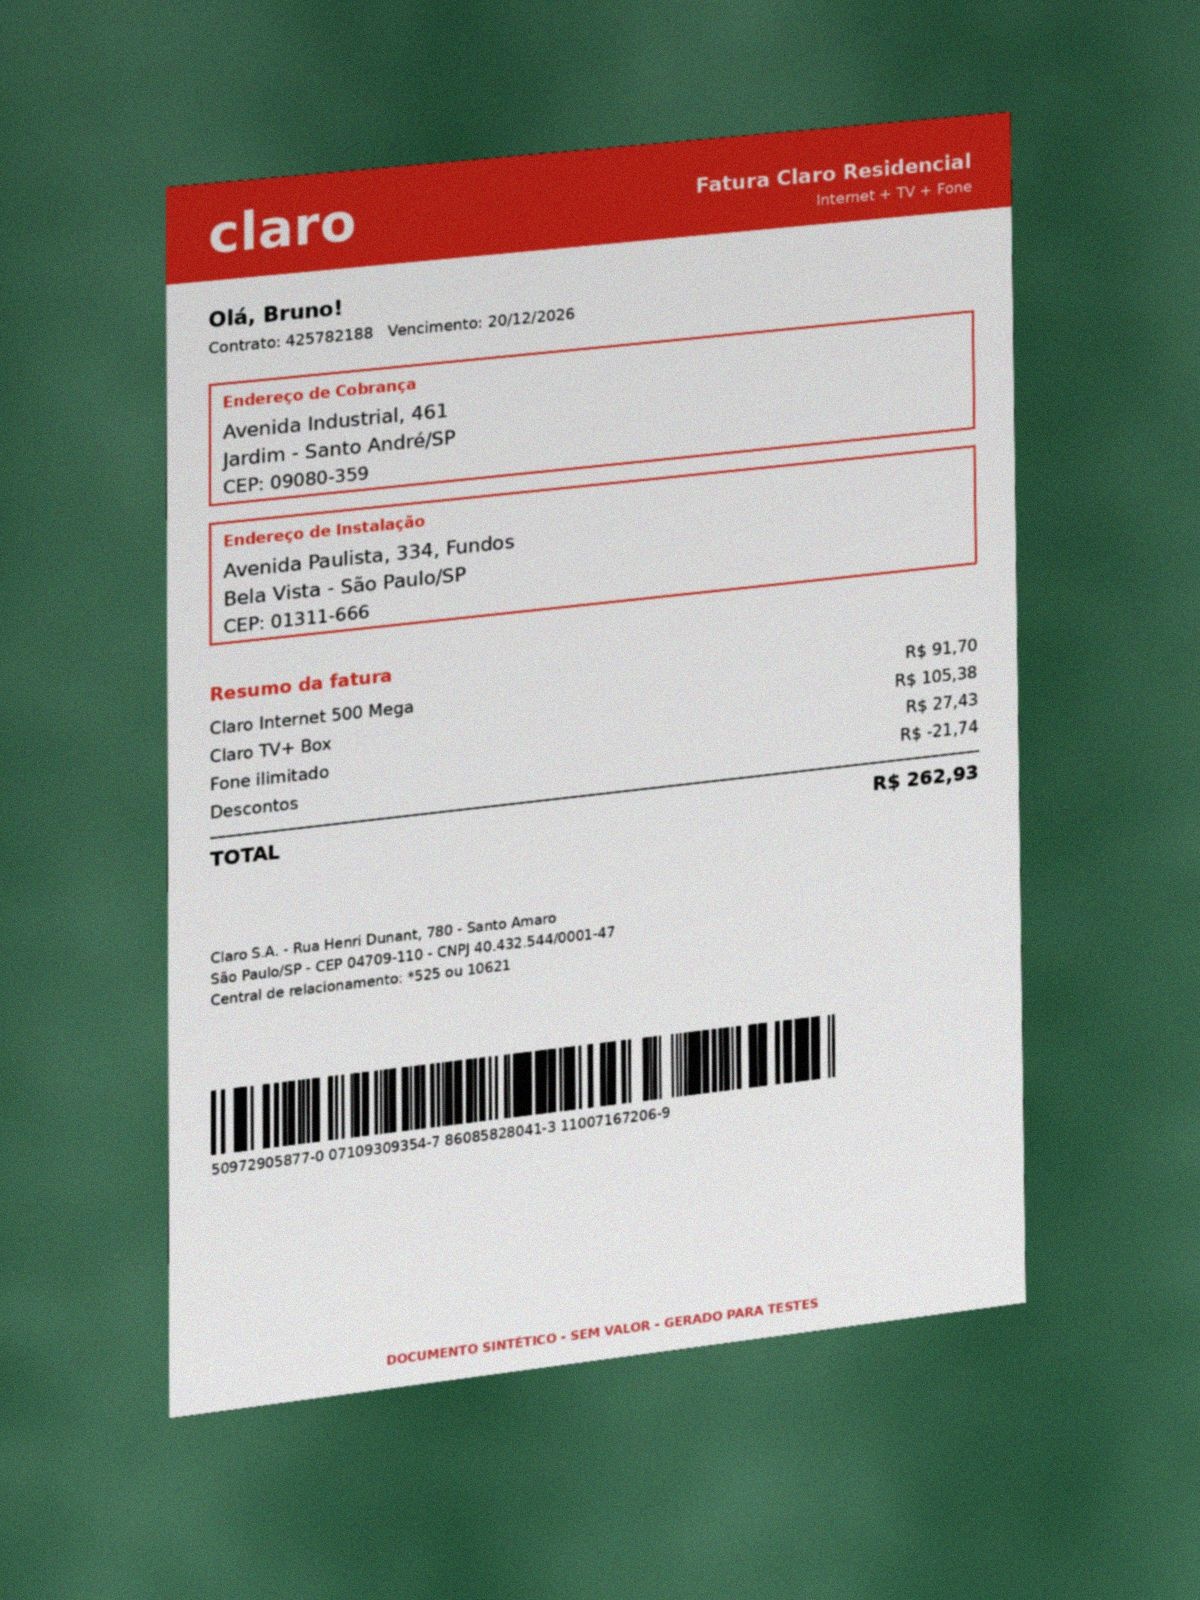 claro
Fatura Claro Residencial
Internet + TV + Fone
Olá, Bruno!
Contrato: 425782188 Vencimento: 20/12/2026
Endereço de Cobrança
Avenida Industrial, 461
Jardim - Santo André/SP
CEP: 09080-359
Endereço de Instalação
Avenida Paulista, 334, Fundos
Bela Vista - São Paulo/SP
CEP: 01311-666
Resumo da fatura
Claro Internet 500 Mega R$ 91,70
Claro TV+ Box R$ 105,38
Fone ilimitado R$ 27,43
Descontos R$ -21,74
TOTAL R$ 262,93
Claro S.A. - Rua Henri Dunant, 780 - Santo Amaro
São Paulo/SP - CEP 04709-110 - CNPJ 40.432.544/0001-47
Central de relacionamento: *525 ou 10621
50972905877-0 07109309354-7 86085828041-3 11007167206-9
DOCUMENTO SINTÉTICO - SEM VALOR - GERADO PARA TESTES